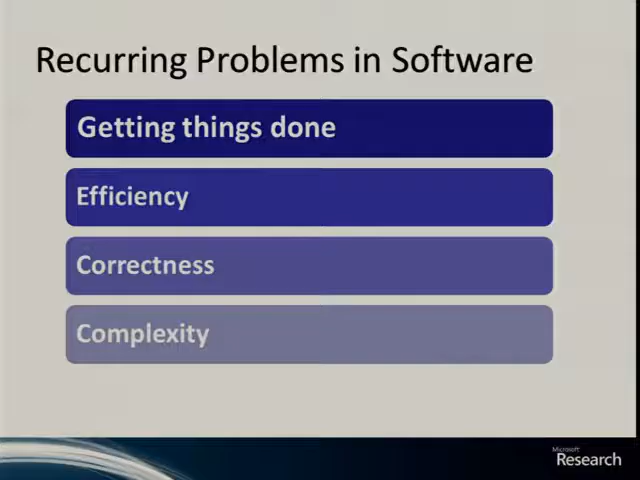 Recurring Problems in Software
Getting things done
Efficiency
Correctness
Complexity
Microsoft
Research